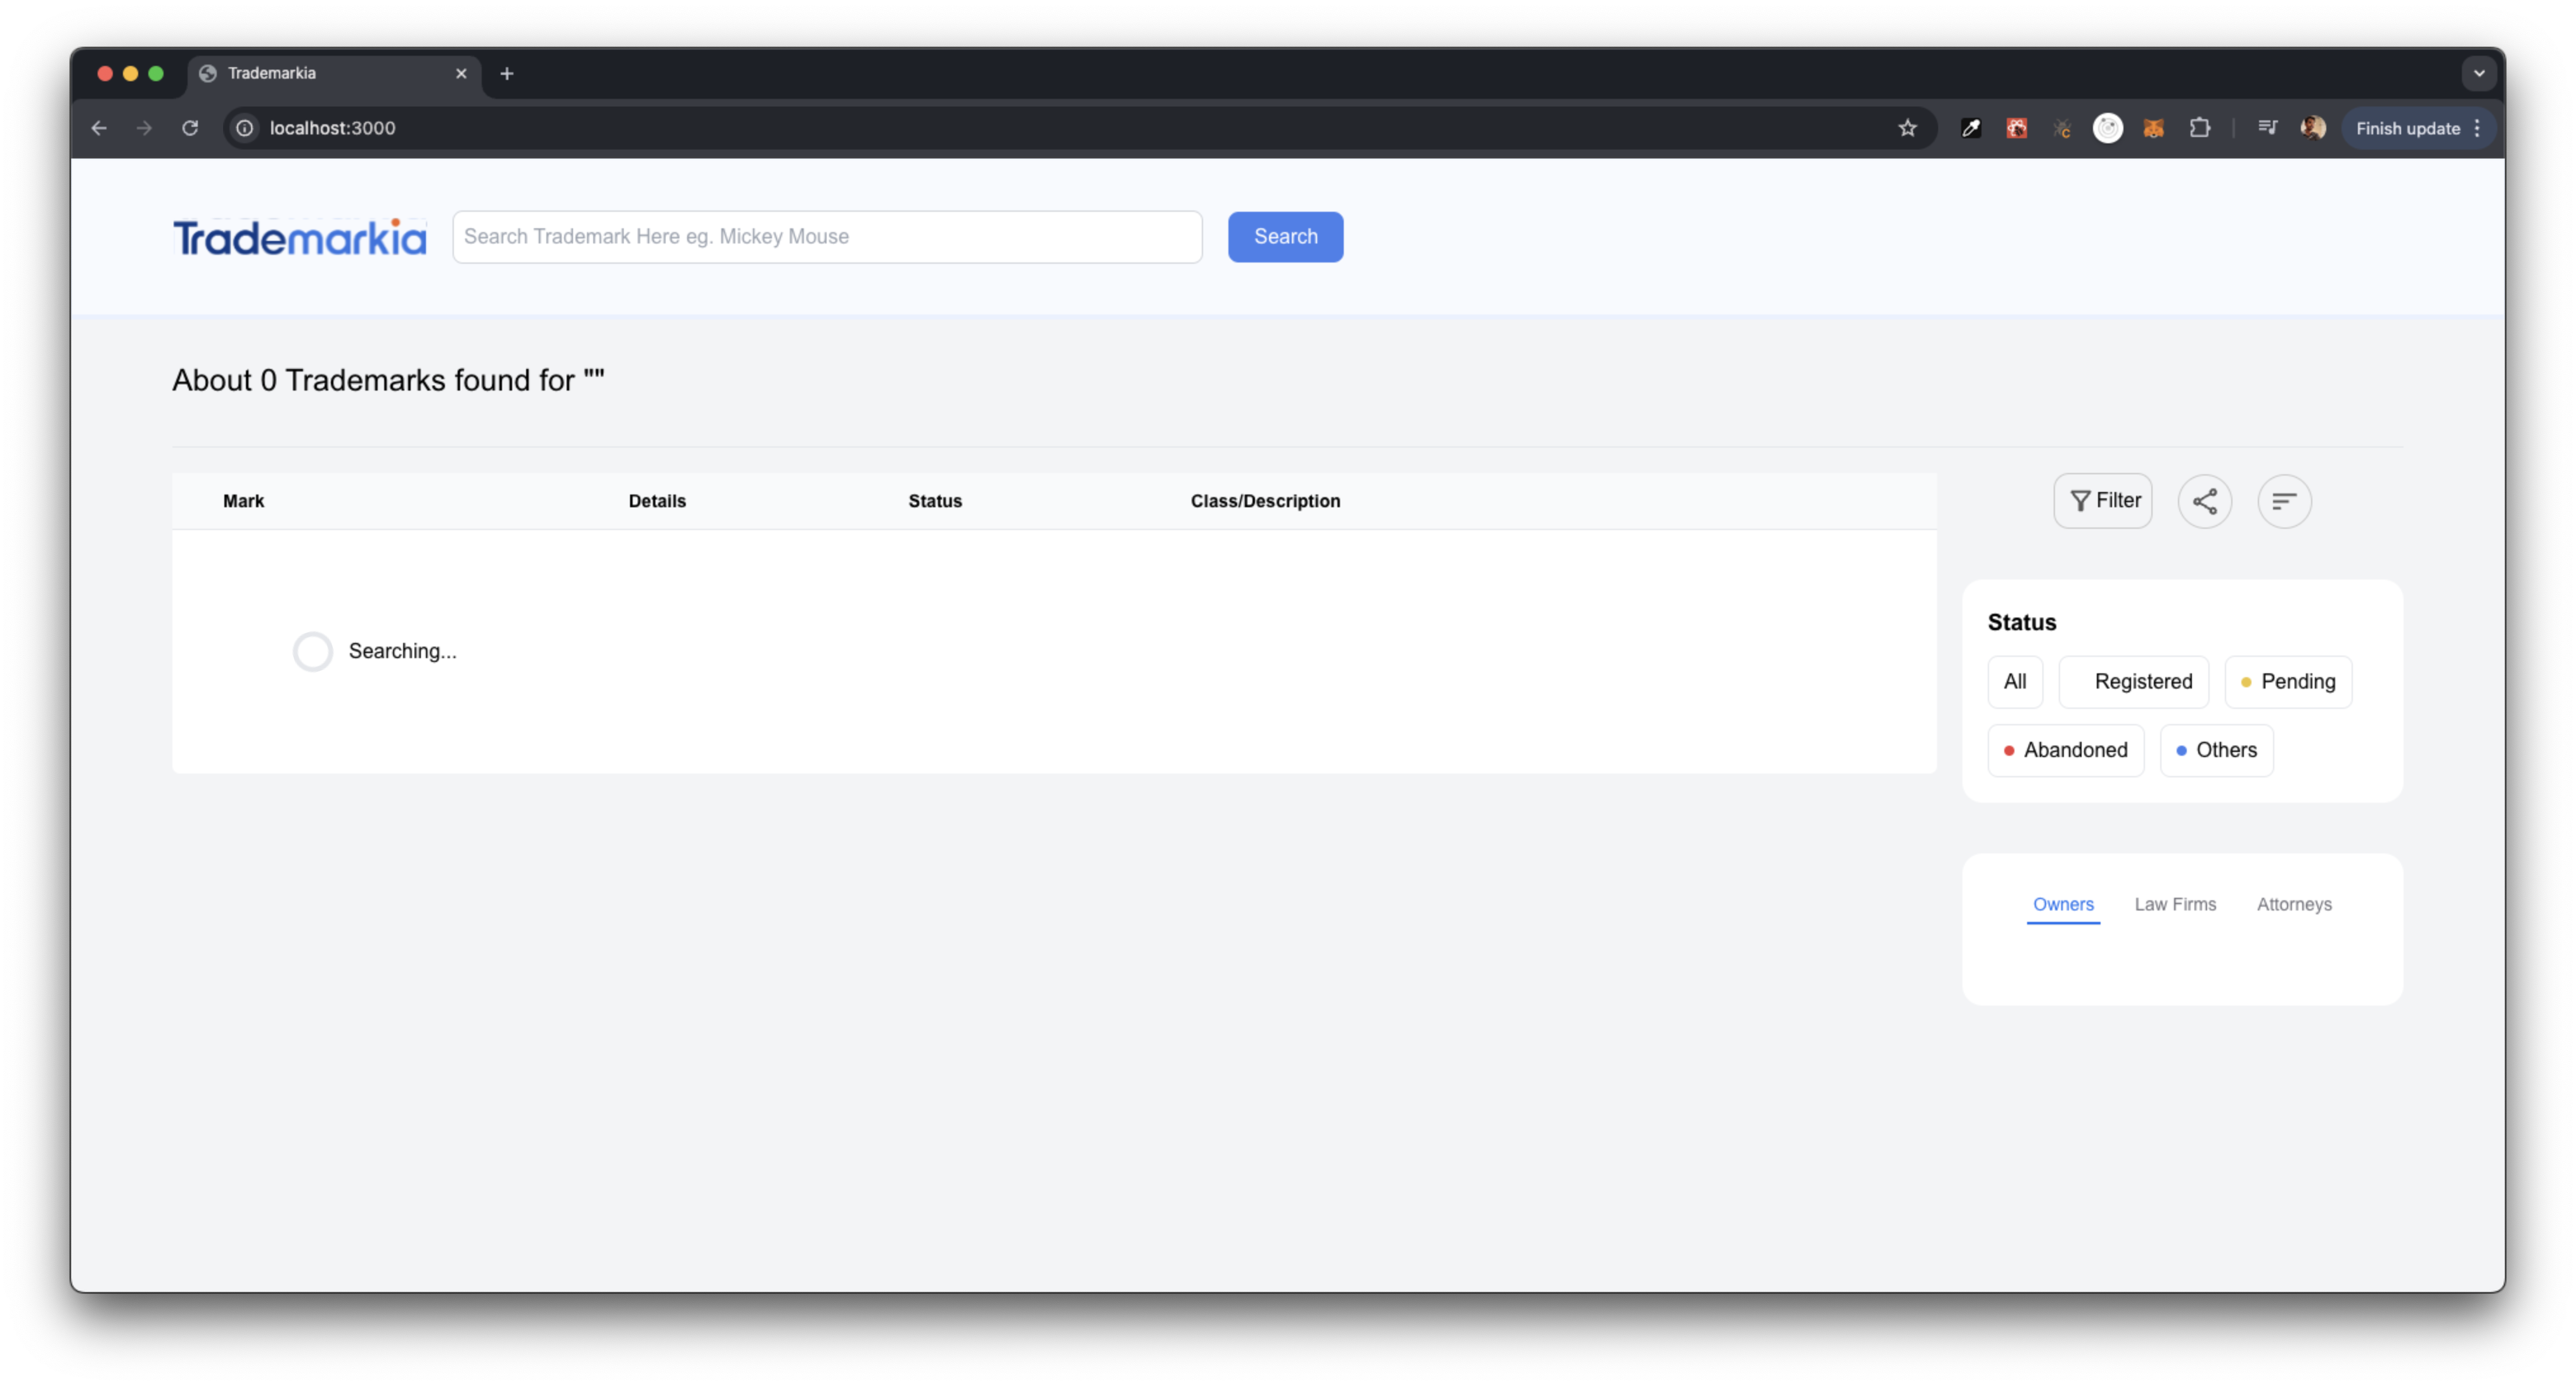 Trademarkia
localhost:3000
Finish update
Trademarkia
Search Trademark Here eg. Mickey Mouse
Search
About 0 Trademarks found for ""
Mark Details Status Class/Description
Filter
Searching...
Status
All Registered Pending
Abandoned Others
Owners Law Firms Attorneys